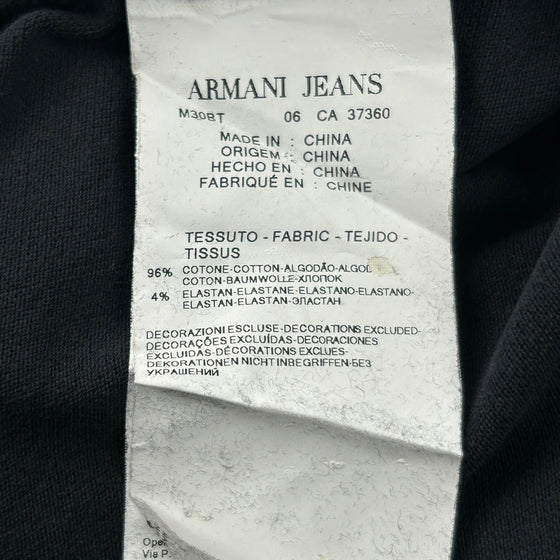 ARMANI JEANS
M30BT 06 CA 37360
MADE IN : CHINA
ORIGEM : CHINA
HECHO EN : CHINA
FABRIQUÉ EN : CHINE
TESSUTO - FABRIC - TEJIDO -
TISSUS
96% COTONE-COTTON-ALGODÃO-ALGO
COTON-BAUMWOLLE-ХЛОПОК
4% ELASTAN-ELASTANE-ELASTANO-ELASTANO-
ELASTAN-ELASTAN-ЭЛАСТАН
DECORAZIONI ESCLUSE-DECORATIONS EXCLUDED-
DECORAÇÕES EXCLUÍDAS-DECORACIONES
EXCLUIDAS-DÉCORATIONS EXCLUES-
DEKORATIONEN NICHT INBEGRIFFEN-БЕЗ
УКРАШЕНИЙ
Via P.